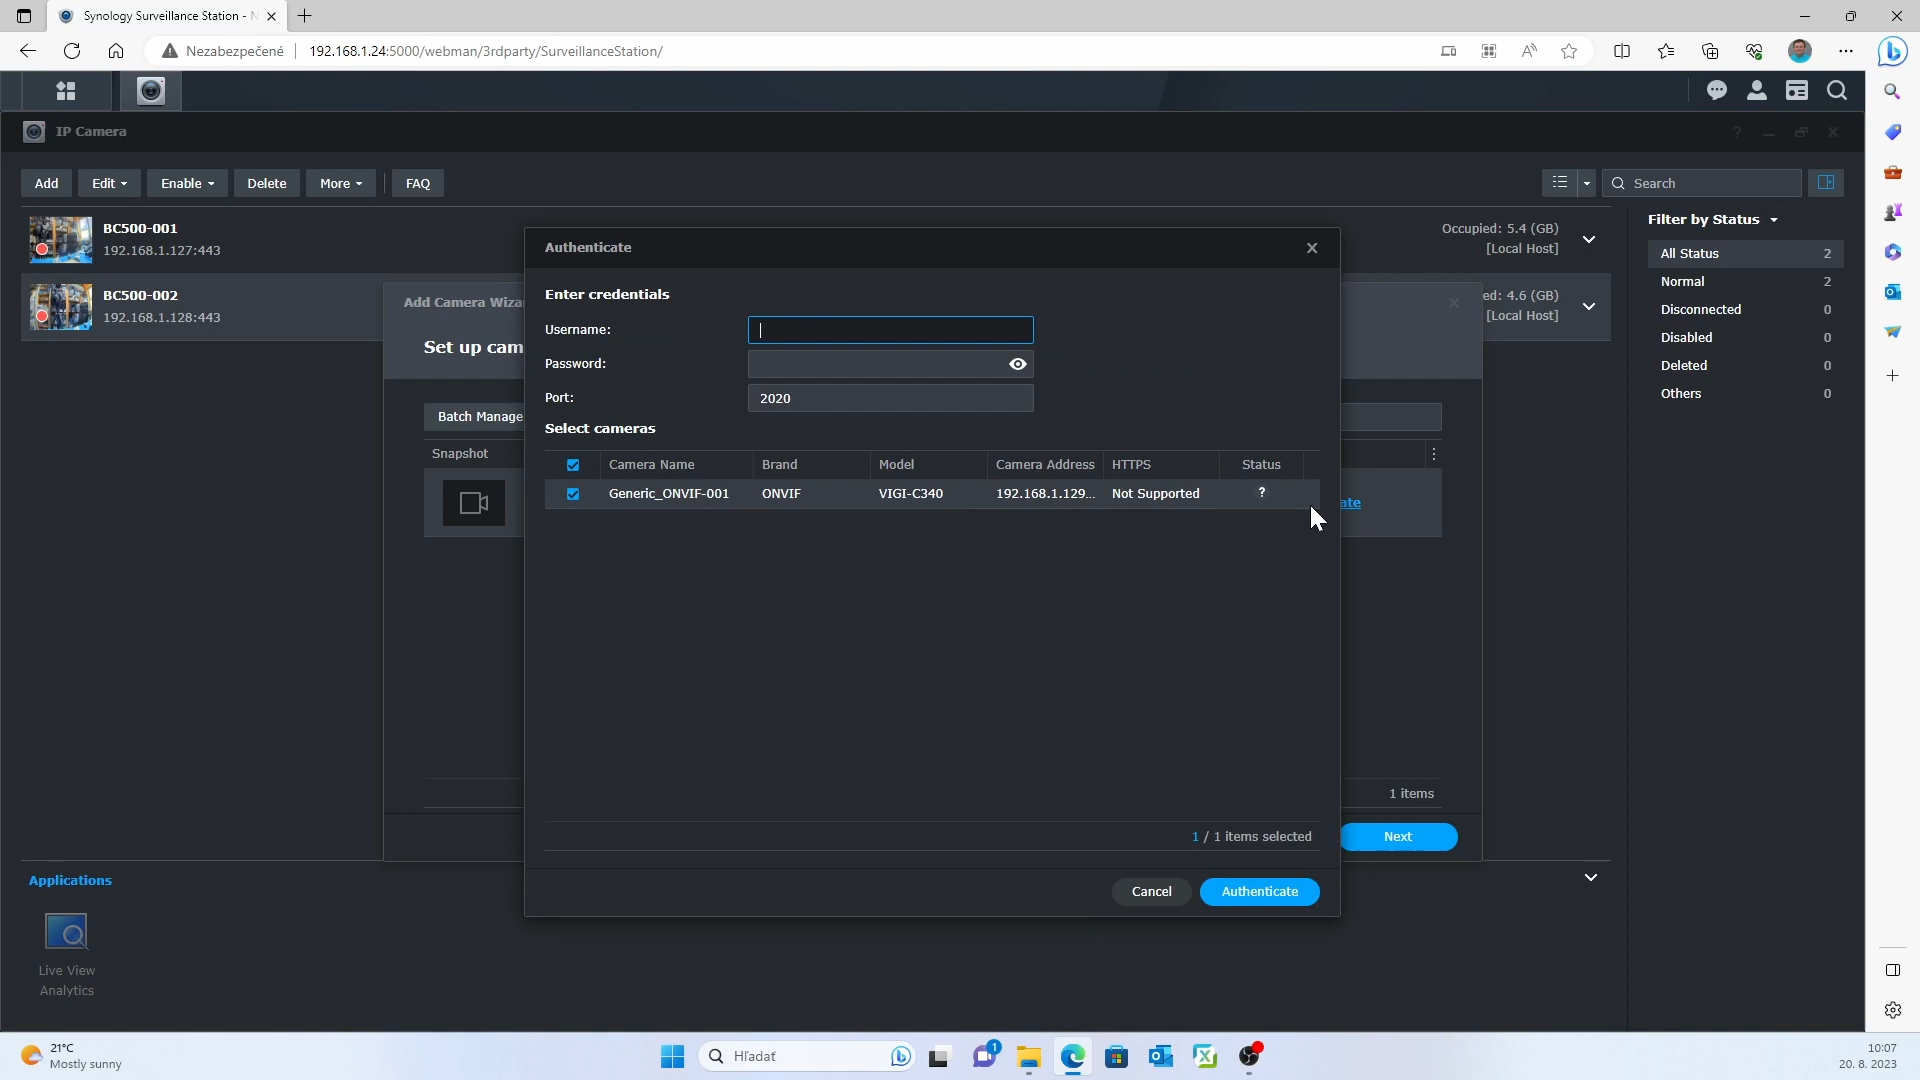 Synology Surveillance Station - N
Nezabezpečené
192.168.1.24:5000/webman/3rdparty/SurveillanceStation/
IP Camera
Add
Edit
Enable
Delete
More
FAQ
Search
BC500-001
192.168.1.127:443
Occupied: 5.4 (GB)
[Local Host]
BC500-002
192.168.1.128:443
ed: 4.6 (GB)
[Local Host]
Filter by Status
All Status 2
Normal 2
Disconnected 0
Disabled 0
Deleted 0
Others 0
Add Camera Wiza
Set up cam
Batch Manage
Snapshot
ate
1 items
Next
Authenticate
Enter credentials
Username:
Password:
Port: 2020
Select cameras
Camera Name Brand Model Camera Address HTTPS Status
Generic_ONVIF-001 ONVIF VIGI-C340 192.168.1.129... Not Supported ?
1 / 1 items selected
Cancel
Authenticate
Applications
Live View
Analytics
21°C
Mostly sunny
Hľadať
1
10:07
20. 8. 2023